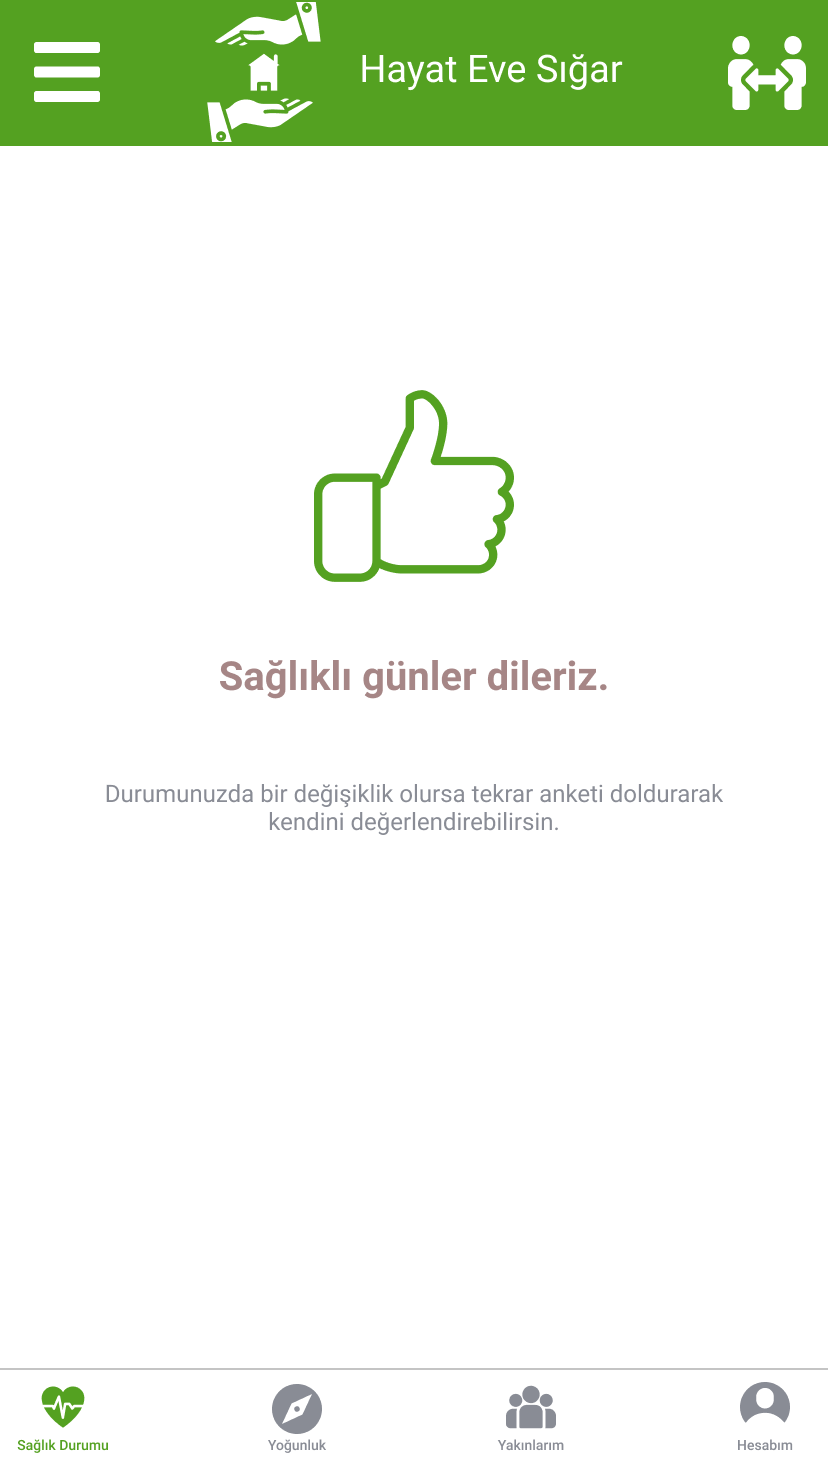 Hayat Eve Sığar
Sağlıklı günler dileriz.
Durumunuzda bir değişiklik olursa tekrar anketi doldurarak
kendini değerlendirebilirsin.
Sağlık Durumu
Yoğunluk
Yakınlarım
Hesabım